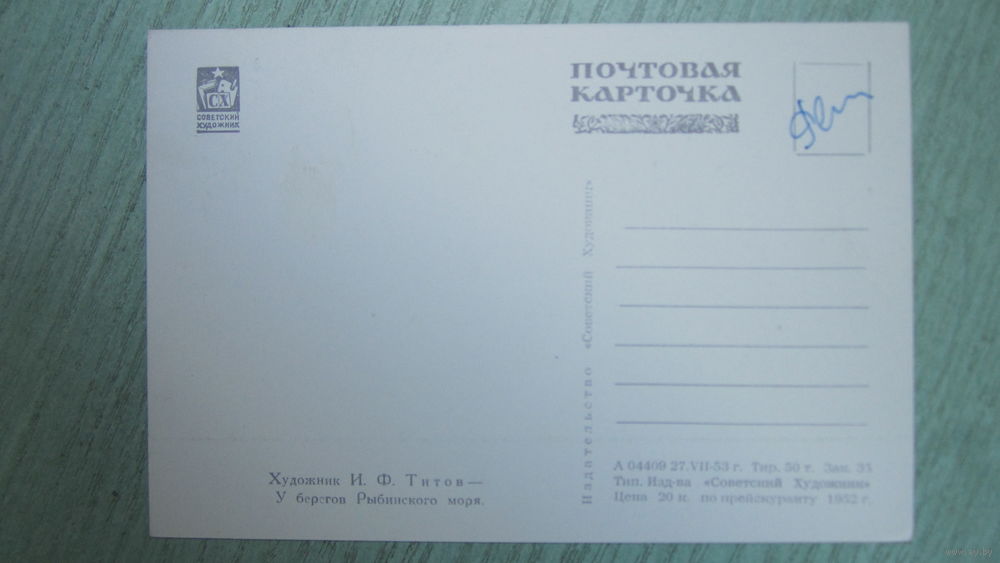 СХ
СОВЕТСКИЙ
ХУДОЖНИК
ПОЧТОВАЯ
КАРТОЧКА
Издательство «Советский Художник»
Художник И. Ф. Титов—
У берегов Рыбинского моря.
А 04409 27.VII-53 г. Тир. 50 т. Зак. 35
Тип. Изд-ва «Советский Художник»
Цена 20 к. по прейскуранту 1952 г.